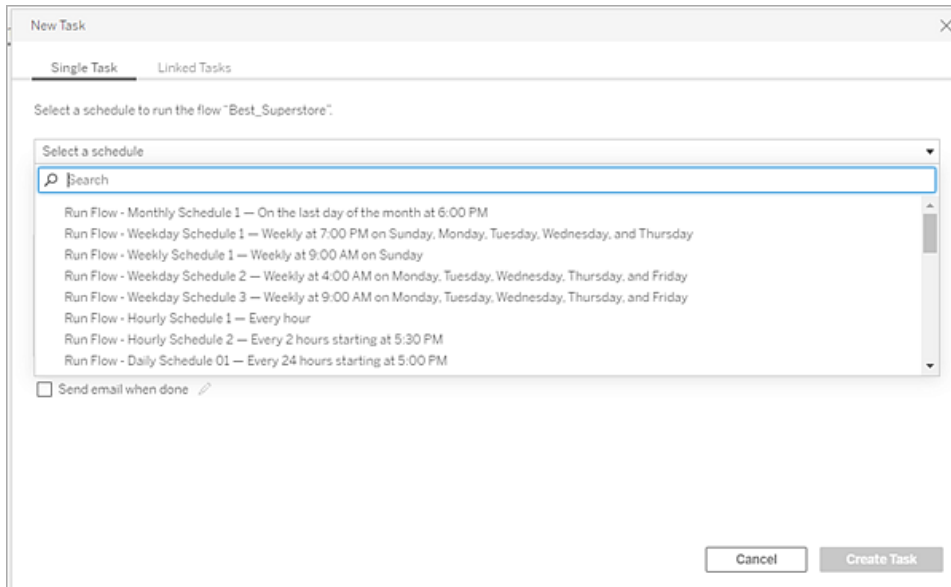 New Task
Single Task Linked Tasks
Select a schedule to run the flow "Best_Superstore".
Select a schedule
Search
Run Flow - Monthly Schedule 1 — On the last day of the month at 6:00 PM
Run Flow - Weekday Schedule 1 — Weekly at 7:00 PM on Sunday, Monday, Tuesday, Wednesday, and Thursday
Run Flow - Weekly Schedule 1 — Weekly at 9:00 AM on Sunday
Run Flow - Weekday Schedule 2 — Weekly at 4:00 AM on Monday, Tuesday, Wednesday, Thursday, and Friday
Run Flow - Weekday Schedule 3 — Weekly at 9:00 AM on Monday, Tuesday, Wednesday, Thursday, and Friday
Run Flow - Hourly Schedule 1 — Every hour
Run Flow - Hourly Schedule 2 — Every 2 hours starting at 5:30 PM
Run Flow - Daily Schedule 01 — Every 24 hours starting at 5:00 PM
Send email when done
Cancel Create Task